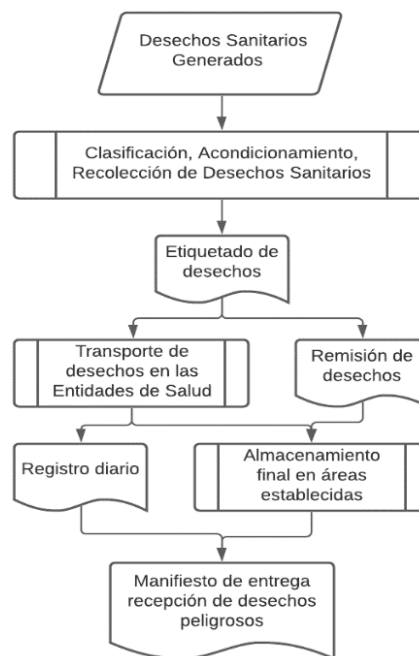 Desechos Sanitarios
Generados
Clasificación, Acondicionamiento,
Recolección de Desechos Sanitarios
Etiquetado de
desechos
Transporte de
desechos en las
Entidades de Salud
Remisión de
desechos
Registro diario
Almacenamiento
final en áreas
establecidas
Manifiesto de entrega
recepción de desechos
peligrosos